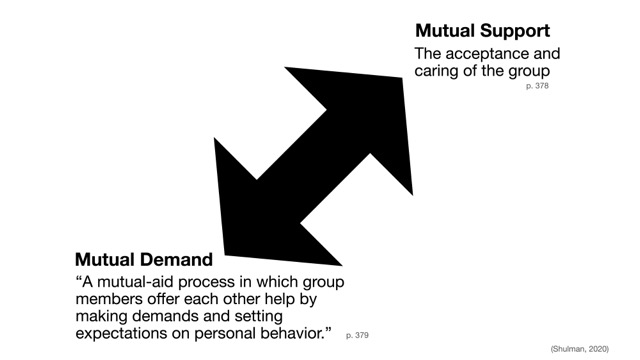 Mutual Support
The acceptance and
caring of the group
p. 378
Mutual Demand
“A mutual-aid process in which group
members offer each other help by
making demands and setting
expectations on personal behavior.” p. 379
(Shulman, 2020)